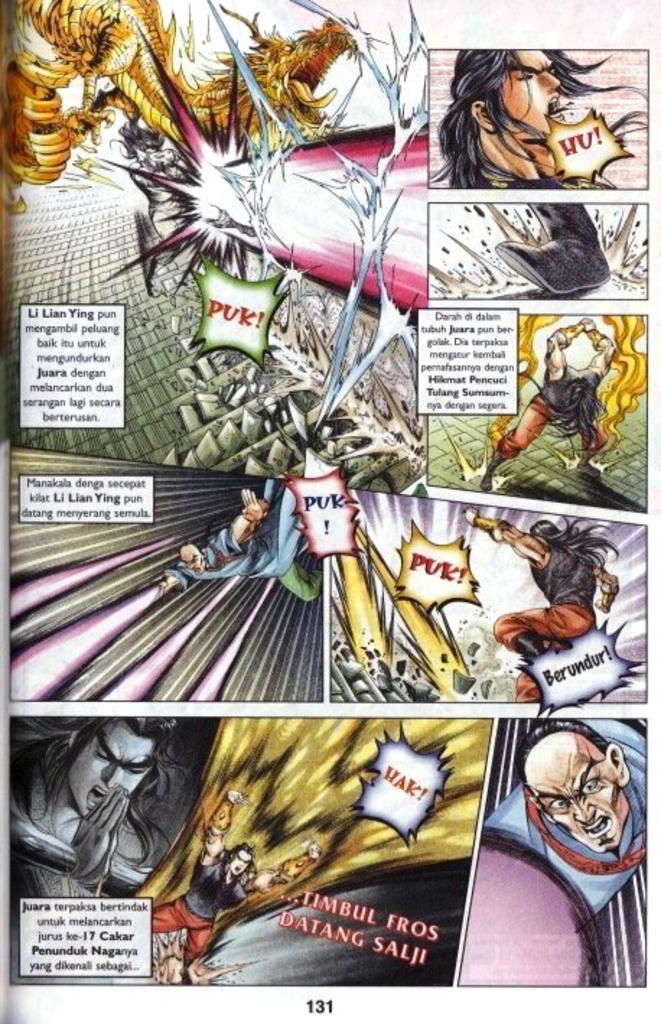 HU!
PUK!
Li Lian Ying pun
mengambil peluang
baik itu untuk
mengundurkan
Juara dengan
melancarkan dua
serangan lagi secara
berterusan.
Darah di dalam
tubuh Juara pun ber-
golak. Dia terpaksa
mengatur kembali
pernafasannya dengan
Hikmat Pencuci
Tulang Sumsum-
nya dengan segera.
Manakala denga secepat
kilat Li Lian Ying pun
datang menyerang semula.
PUK
!
PUK!
Berundur!
HAK!
Juara terpaksa bertindak
untuk melancarkan
jurus ke-17 Cakar
Penunduk Naganya
yang dikenali sebagai...
...TIMBUL FROS
DATANG SALJI
131